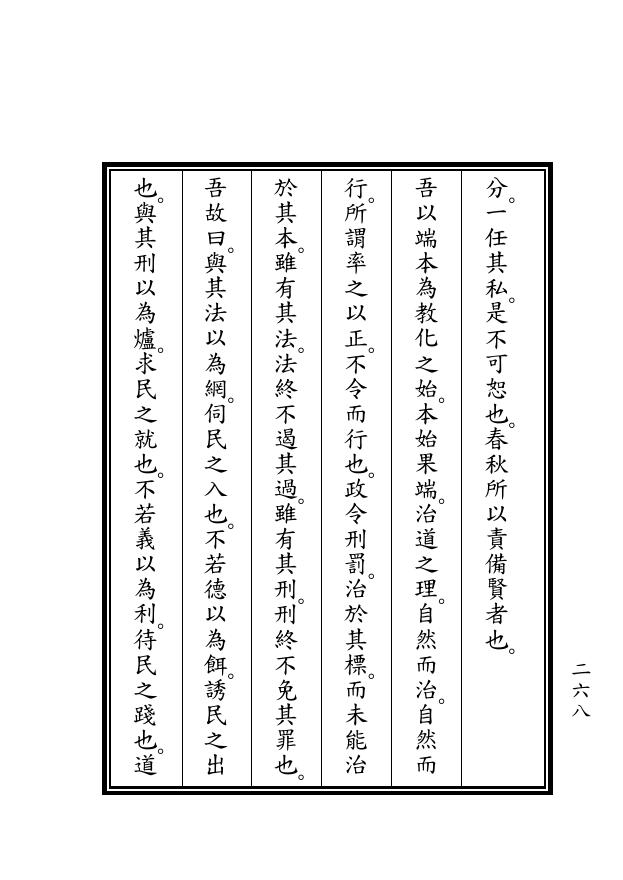 分。一任其私。是不可恕也。春秋所以責備賢者也。
吾以端本為教化之始。本始果端。治道之理。自然而治。自然而
行。所謂率之以正。不令而行也。政令刑罰。治於其標。而未能治
於其本。雖有其法。法終不遏其過。雖有其刑。刑終不免其罪也。
吾故曰。與其法以為網。伺民之入也。不若德以為餌。誘民之出
也。與其刑以為爐。求民之就也。不若義以為利。待民之踐也。道
二六八